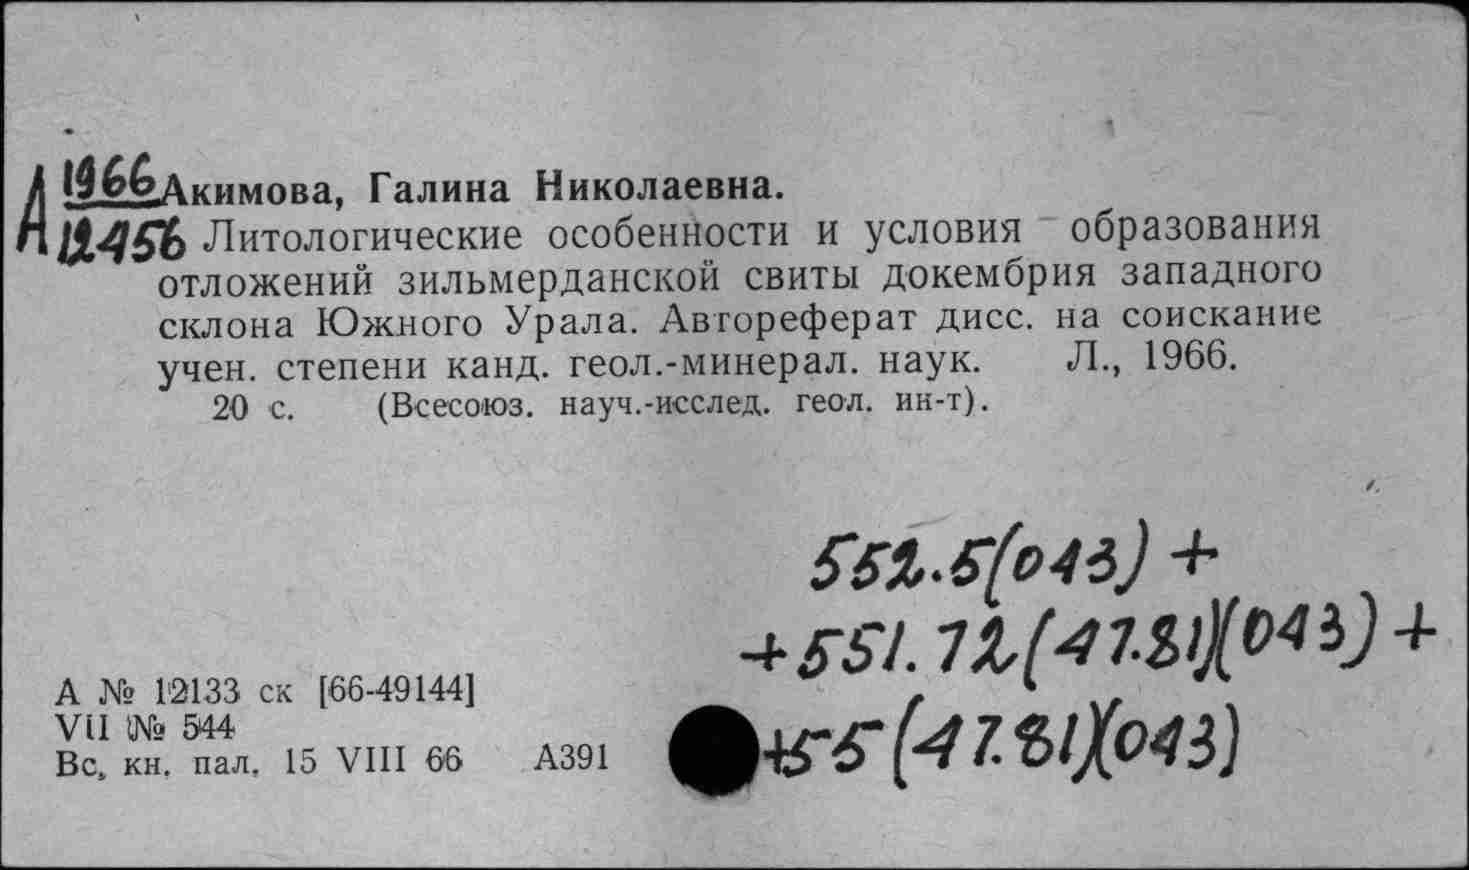 А 1966 Акимова, Галина Николаевна.
12456 Литологические особенности и условия образования
отложений зильмерданской свиты докембрия западного
склона Южного Урала. Автореферат дисс. на соискание
учен. степени канд. геол.-минерал. наук. Л., 1966.
20 с. (Всесоюз. науч.-исслед. геол. ин-т).
552.5(043) +
+551.72(47.81)(043) +
+55(47.81)(043)
А № 12133 ск [66-49144]
VII № 544
Вс. кн. пал. 15 VIII 66 А391